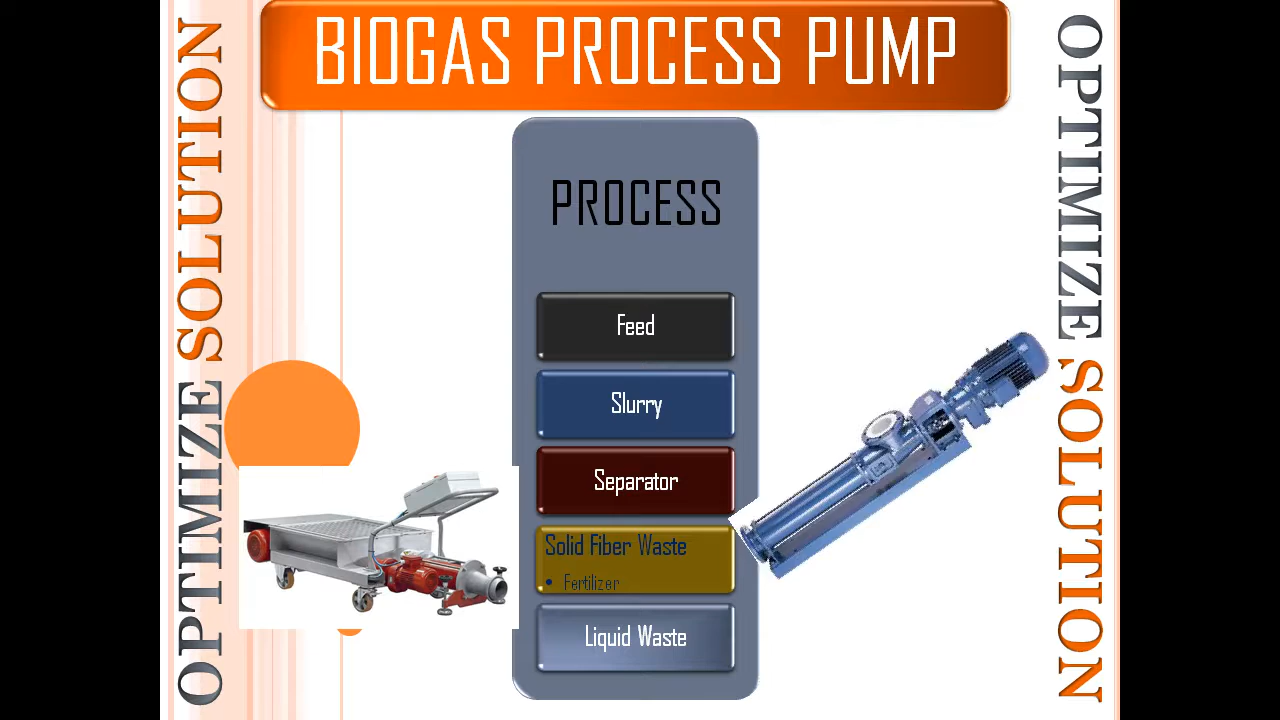 BIOGAS PROCESS PUMP
OPTIMIZE SOLUTION
PROCESS
Feed
Slurry
Separator
Solid Fiber Waste
• Fertilizer
Liquid Waste
OPTIMIZE SOLUTION